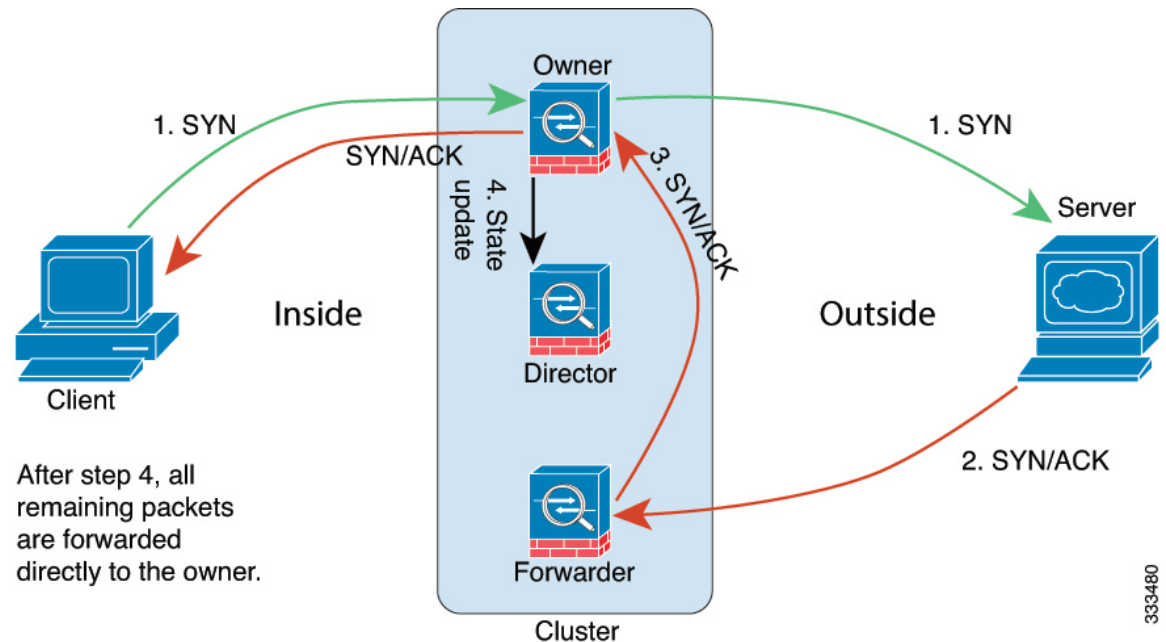 Owner
1. SYN
1. SYN
SYN/ACK
3. SYN/ACK
4. State
update
Server
Inside
Outside
Director
Client
2. SYN/ACK
After step 4, all
remaining packets
are forwarded
directly to the owner.
Forwarder
333480
Cluster